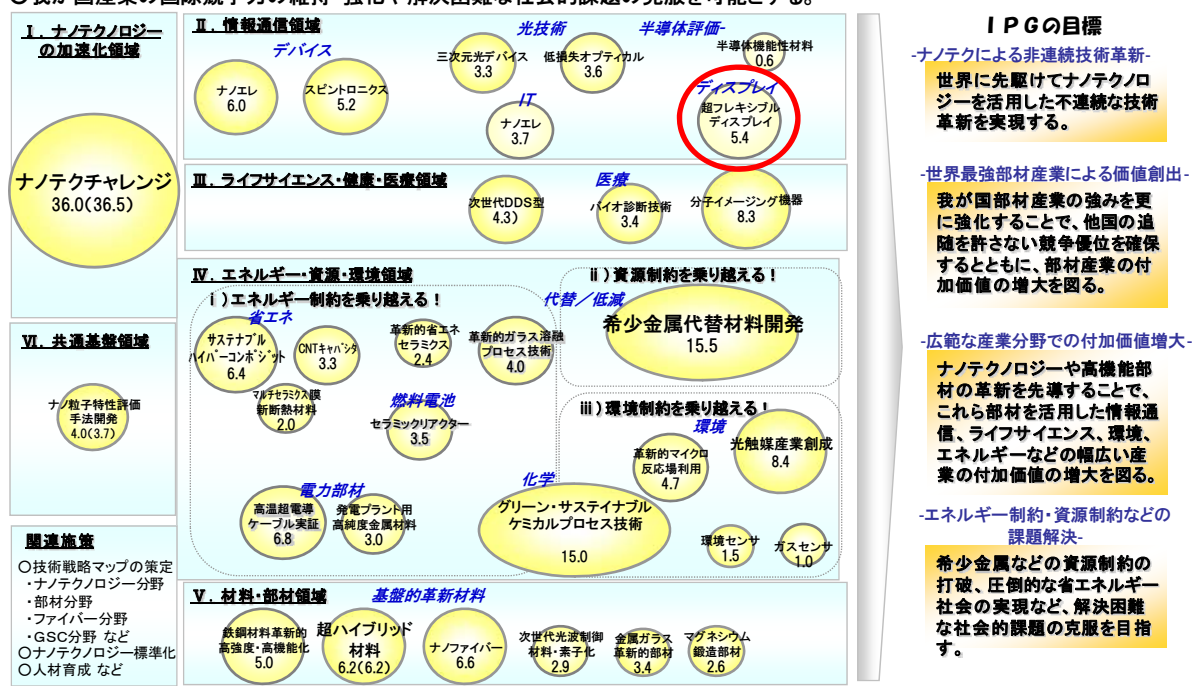 〇我が国産業の国際競争力の維持・強化や解決困難な社会的課題の克服を可能とする。
Ⅰ．ナノテクノロジー
の加速化領域
ナノテクチャレンジ
36.0(36.5)
Ⅵ．共通基盤領域
ナノ粒子特性評価
手法開発
4.0(3.7)
関連施策
〇技術戦略マップの策定
・ナノテクノロジー分野
・部材分野
・ファイバー分野
・GSC分野 など
〇ナノテクノロジー標準化
〇人材育成 など
Ⅱ．情報通信領域
デバイス
ナノエレ
6.0
スピントロニクス
5.2
光技術
三次元光デバイス
3.3
低損失オプティカル
3.6
半導体評価-
半導体機能性材料
0.6
IT
ナノエレ
3.7
ディスプレイ
超フレキシブル
ディスプレイ
5.4
Ⅲ．ライフサイエンス・健康・医療領域
次世代DDS型
4.3)
医療
バイオ診断技術
3.4
分子イメージング機器
8.3
Ⅳ．エネルギー・資源・環境領域
ⅰ）エネルギー制約を乗り越える！
省エネ
サステナブル
ハイパーコンポジット
6.4
CNTキャパシタ
3.3
革新的省エネ
セラミクス
2.4
革新的ガラス溶融
プロセス技術
4.0
マルチセラミクス膜
新断熱材料
2.0
燃料電池
セラミックリアクター
3.5
電力部材
高温超電導
ケーブル実証
6.8
発電プラント用
高純度金属材料
3.0
ⅱ）資源制約を乗り越える！
代替／低減
希少金属代替材料開発
15.5
ⅲ）環境制約を乗り越える！
環境
革新的マイクロ
反応場利用
4.7
光触媒産業創成
8.4
化学
グリーン・サステイナブル
ケミカルプロセス技術
15.0
環境センサ
1.5
ガスセンサ
1.0
Ⅴ．材料・部材領域
基盤的革新材料
鉄鋼材料革新的
高強度・高機能化
5.0
超ハイブリッド
材料
6.2(6.2)
ナノファイバー
6.6
次世代光波制御
材料・素子化
2.9
金属ガラス
革新的部材
3.4
マグネシウム
鍛造部材
2.6
ＩＰＧの目標
-ナノテクによる非連続技術革新-
世界に先駆けてナノテクノロ
ジーを活用した不連続な技術
革新を実現する。
-世界最強部材産業による価値創出-
我が国部材産業の強みを更
に強化することで、他国の追
随を許さない競争優位を確保
するとともに、部材産業の付
加価値の増大を図る。
-広範な産業分野での付加価値増大-
ナノテクノロジーや高機能部
材の革新を先導することで、
これら部材を活用した情報通
信、ライフサイエンス、環境、
エネルギーなどの幅広い産
業の付加価値の増大を図る。
-エネルギー制約・資源制約などの
課題解決-
希少金属などの資源制約の
打破、圧倒的な省エネルギー
社会の実現など、解決困難
な社会的課題の克服を目指
す。